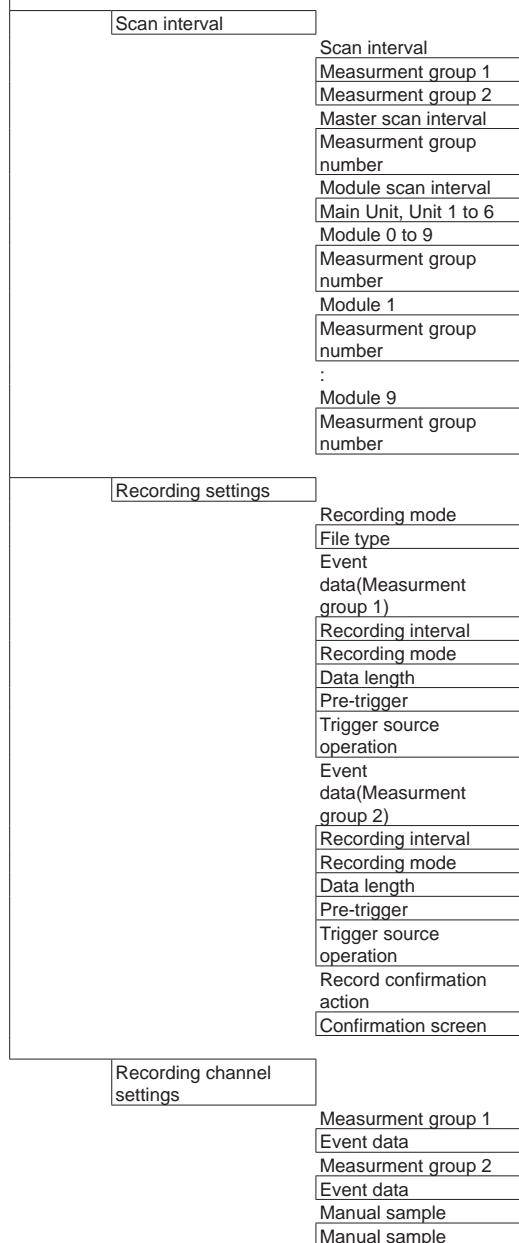 Scan interval
Scan interval
Measurment group 1
Measurment group 2
Master scan interval
Measurment group
number
Module scan interval
Main Unit, Unit 1 to 6
Module 0 to 9
Measurment group
number
Module 1
Measurment group
number
:
Module 9
Measurment group
number
Recording settings
Recording mode
File type
Event
data(Measurment
group 1)
Recording interval
Recording mode
Data length
Pre-trigger
Trigger source
operation
Event
data(Measurment
group 2)
Recording interval
Recording mode
Data length
Pre-trigger
Trigger source
operation
Record confirmation
action
Confirmation screen
Recording channel
settings
Measurment group 1
Event data
Measurment group 2
Event data
Manual sample
Manual sample